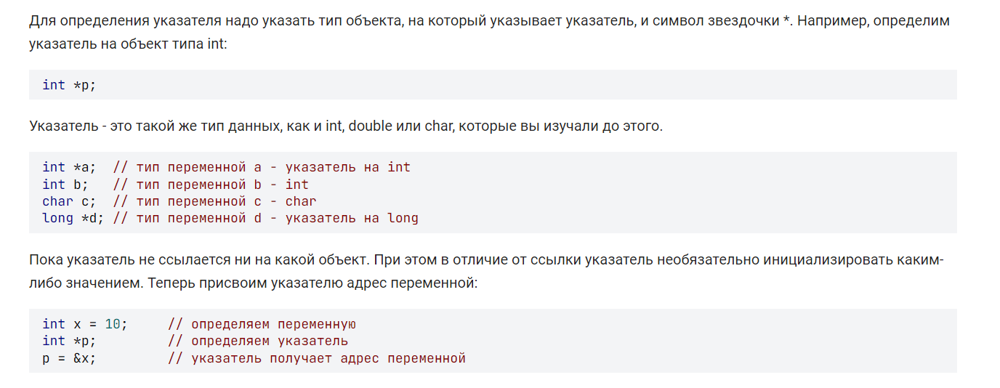 Для определения указателя надо указать тип объекта, на который указывает указатель, и символ звездочки *. Например, определим
указатель на объект типа int:
int *p;
Указатель - это такой же тип данных, как и int, double или char, которые вы изучали до этого.
int *a;  // тип переменной a - указатель на int
int b;   // тип переменной b - int
char c;  // тип переменной c - char
long *d; // тип переменной d - указатель на long
Пока указатель не ссылается ни на какой объект. При этом в отличие от ссылки указатель необязательно инициализировать каким-
либо значением. Теперь присвоим указателю адрес переменной:
int x = 10;     // определяем переменную
int *p;         // определяем указатель
p = &x;         // указатель получает адрес переменной